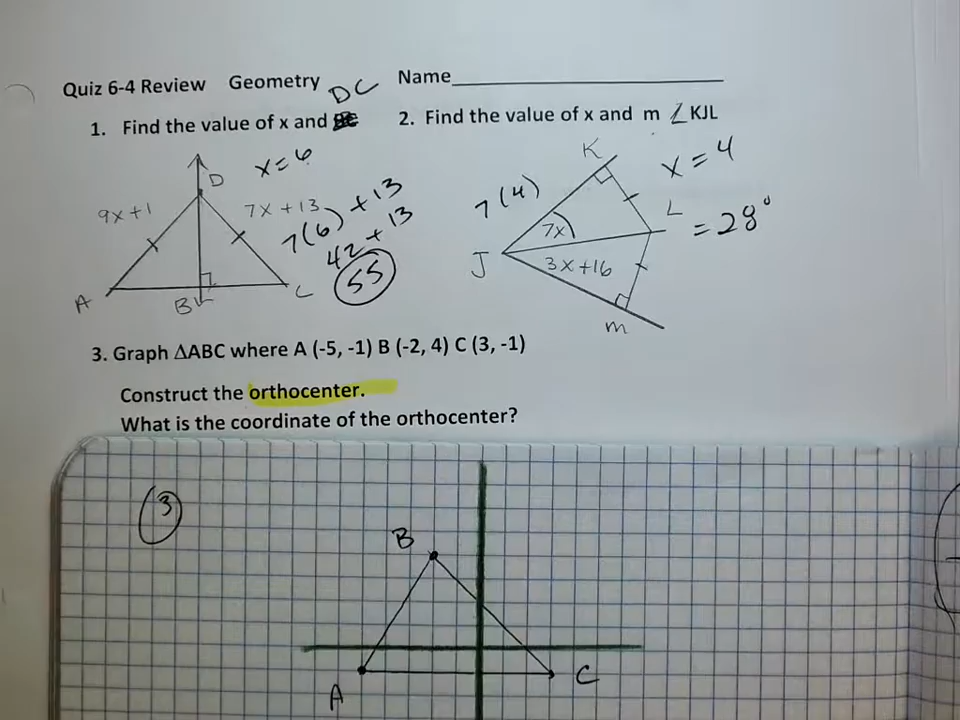 Quiz 6-4 Review Geometry Name
DC
1. Find the value of x and
2. Find the value of x and m ∠KJL
x=6
D
9x+1
7x+13
7(6)+13
42+13
55
A
B
C
K
x=4
7(4)
L
=28°
7x
J
3x+16
m
3. Graph ΔABC where A (-5, -1) B (-2, 4) C (3, -1)
Construct the orthocenter.
What is the coordinate of the orthocenter?
3
B
A
C